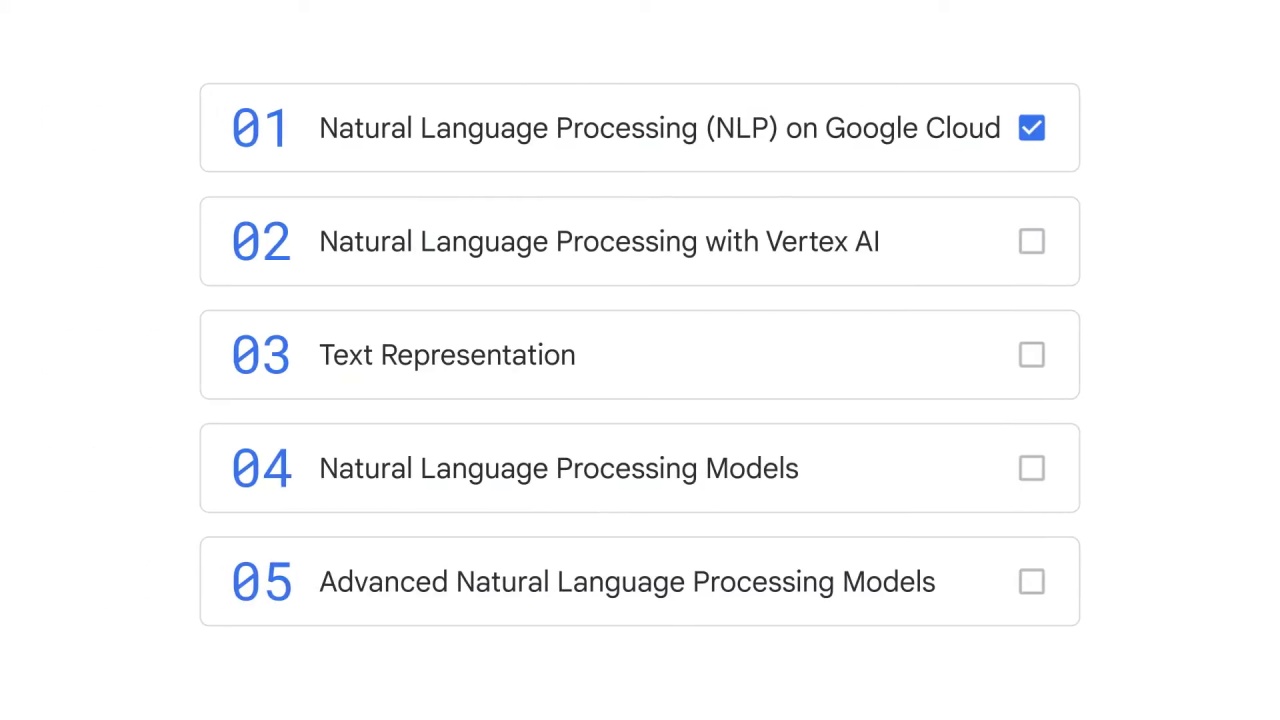 01 Natural Language Processing (NLP) on Google Cloud
02 Natural Language Processing with Vertex AI
03 Text Representation
04 Natural Language Processing Models
05 Advanced Natural Language Processing Models